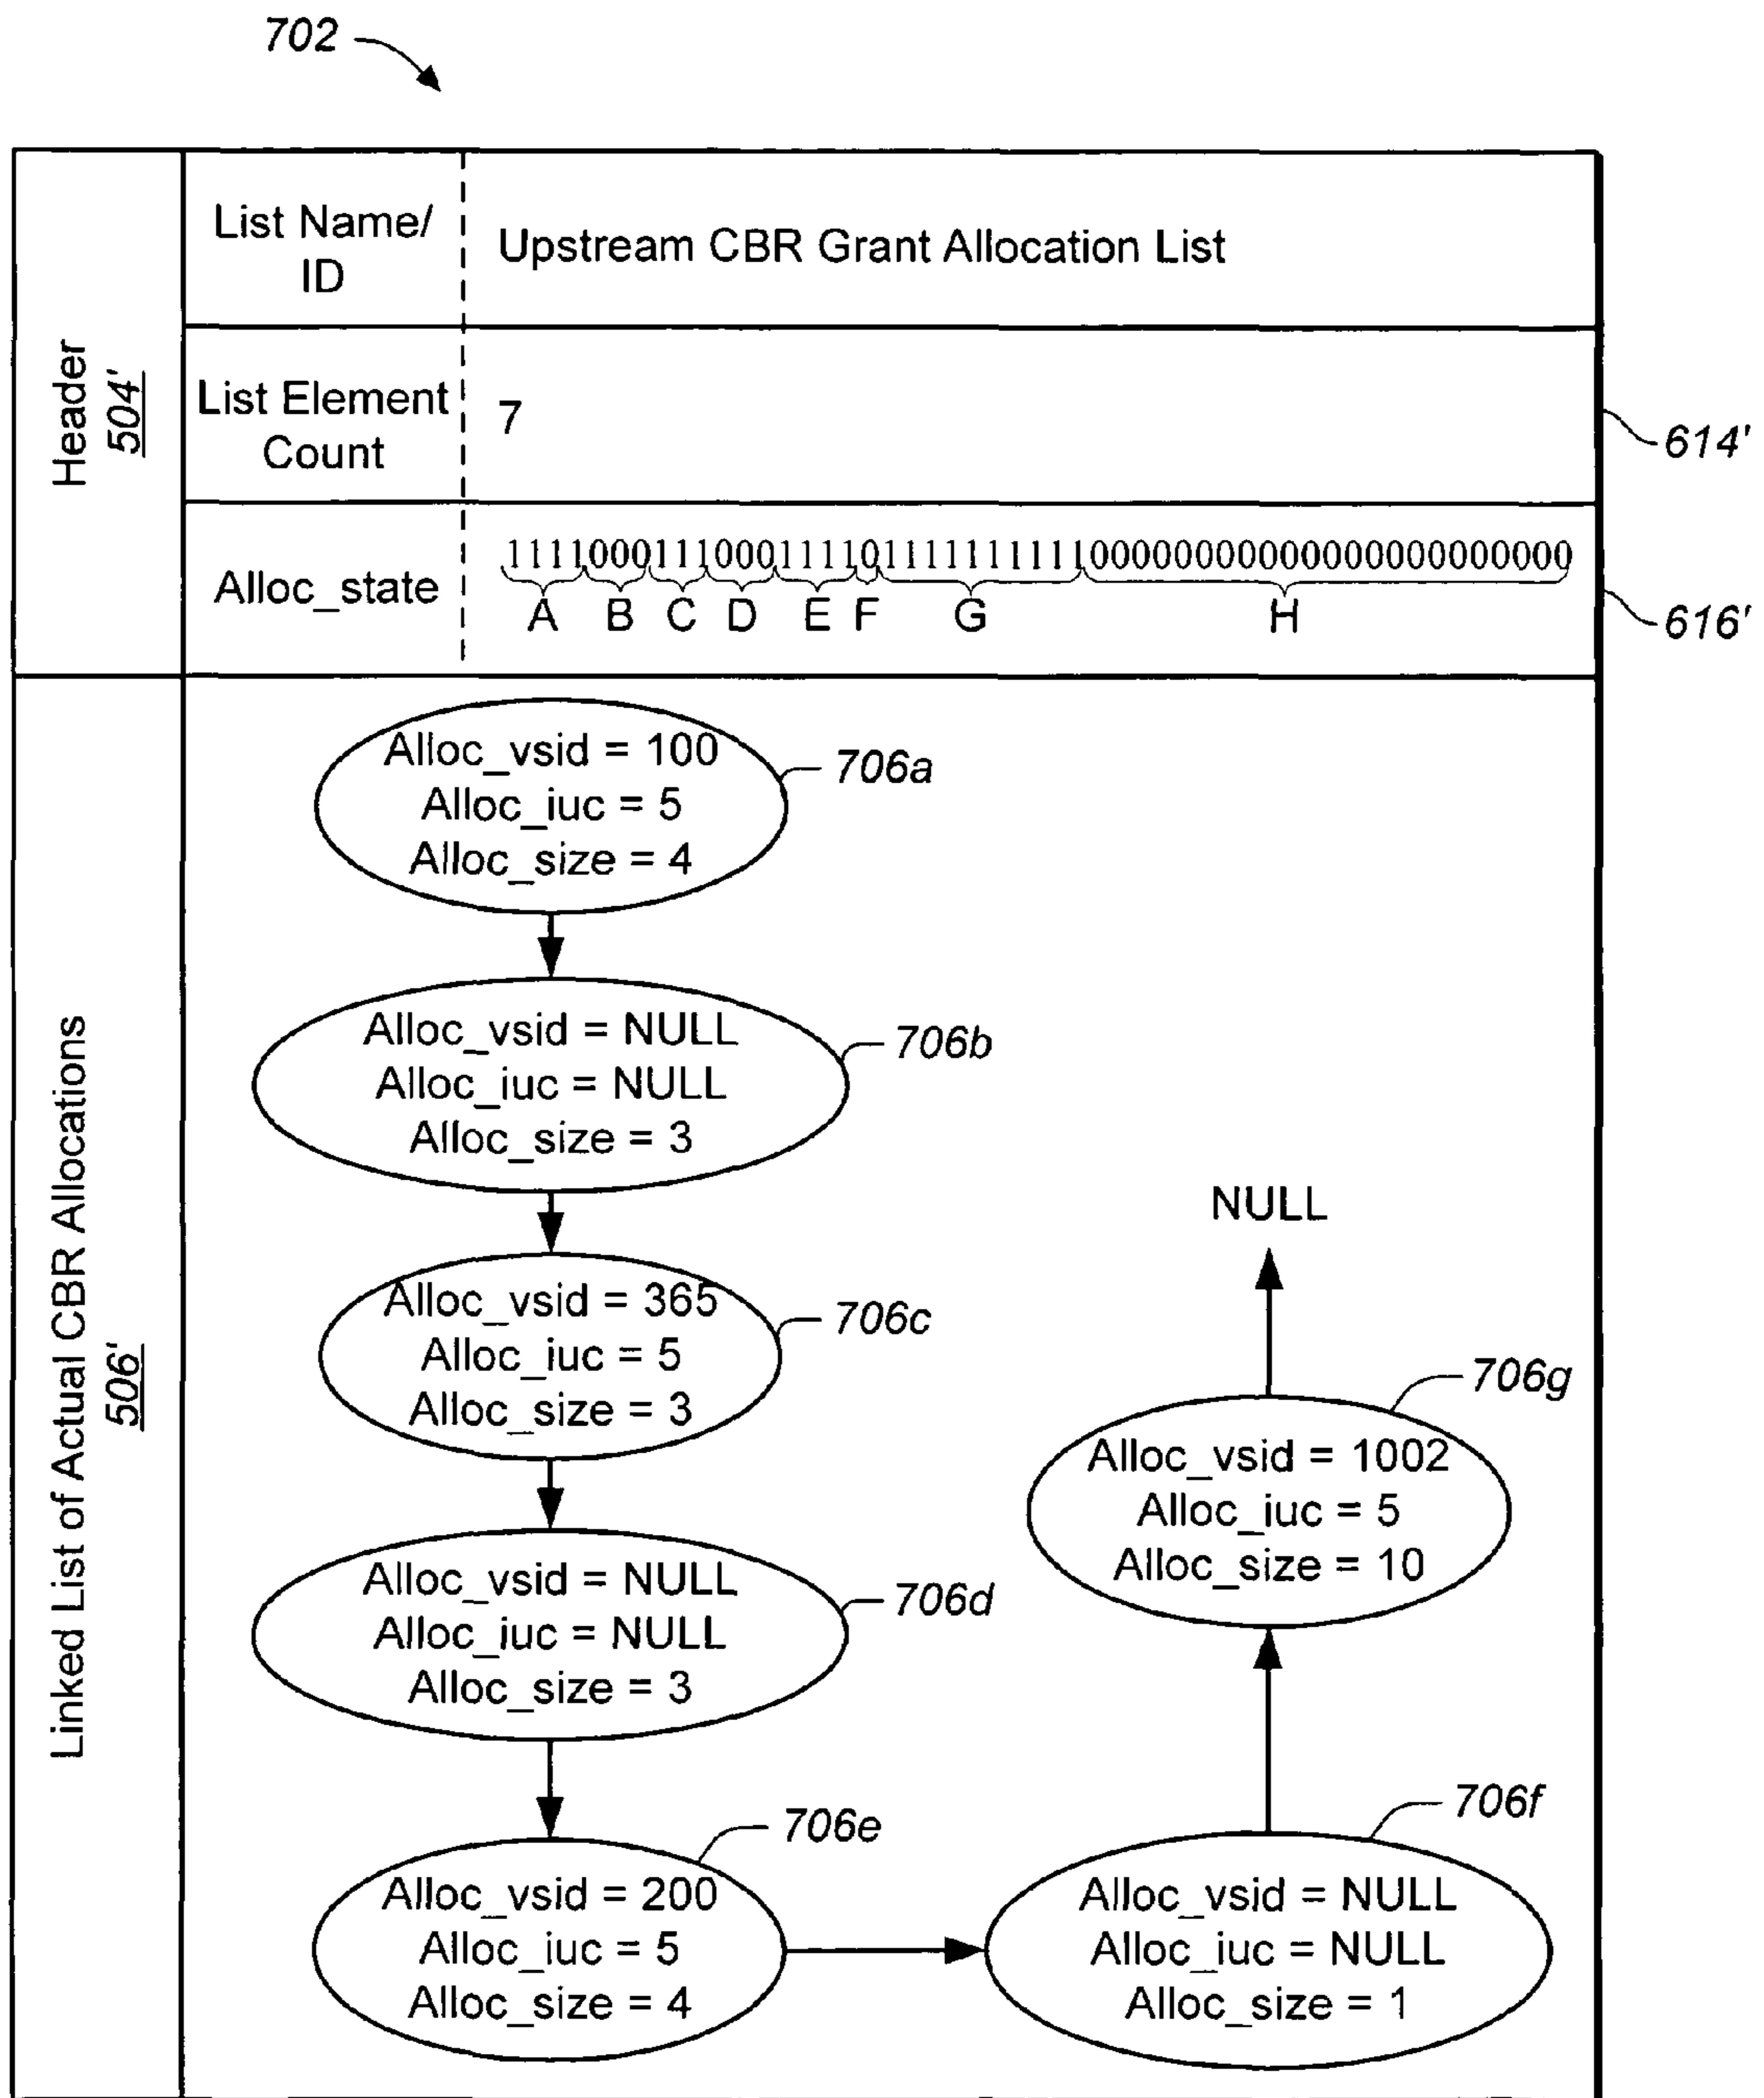 702
Header
504'
List Name/
ID
Upstream CBR Grant Allocation List
List Element
Count
7
614'
Alloc_state
1111000111000111101111111111000000000000000000000000
A B C D E F G H
616'
Linked List of Actual CBR Allocations
506'
Alloc_vsid = 100
Alloc_iuc = 5
Alloc_size = 4
706a
Alloc_vsid = NULL
Alloc_iuc = NULL
Alloc_size = 3
706b
Alloc_vsid = 365
Alloc_iuc = 5
Alloc_size = 3
706c
Alloc_vsid = NULL
Alloc_iuc = NULL
Alloc_size = 3
706d
Alloc_vsid = 200
Alloc_iuc = 5
Alloc_size = 4
706e
Alloc_vsid = NULL
Alloc_iuc = NULL
Alloc_size = 1
706f
Alloc_vsid = 1002
Alloc_iuc = 5
Alloc_size = 10
706g
NULL